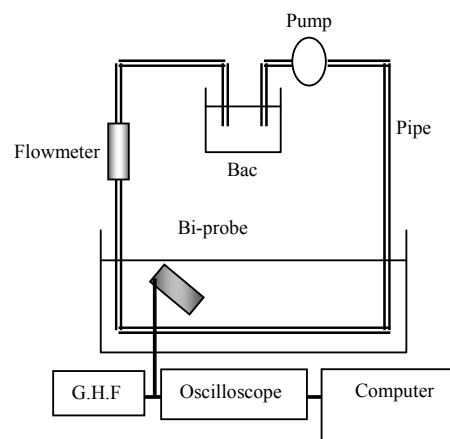 Pump
Flowmeter
Pipe
Bac
Bi-probe
G.H.F
Oscilloscope
Computer